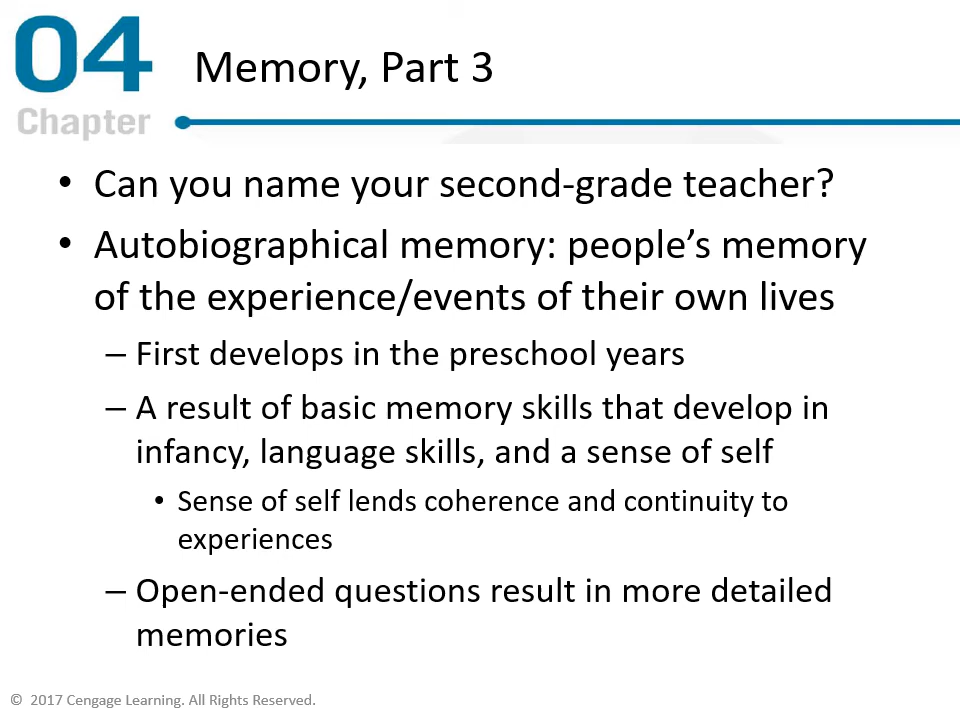 04
Chapter
Memory, Part 3
• Can you name your second-grade teacher?
• Autobiographical memory: people’s memory
of the experience/events of their own lives
– First develops in the preschool years
– A result of basic memory skills that develop in
infancy, language skills, and a sense of self
• Sense of self lends coherence and continuity to
experiences
– Open-ended questions result in more detailed
memories
© 2017 Cengage Learning. All Rights Reserved.